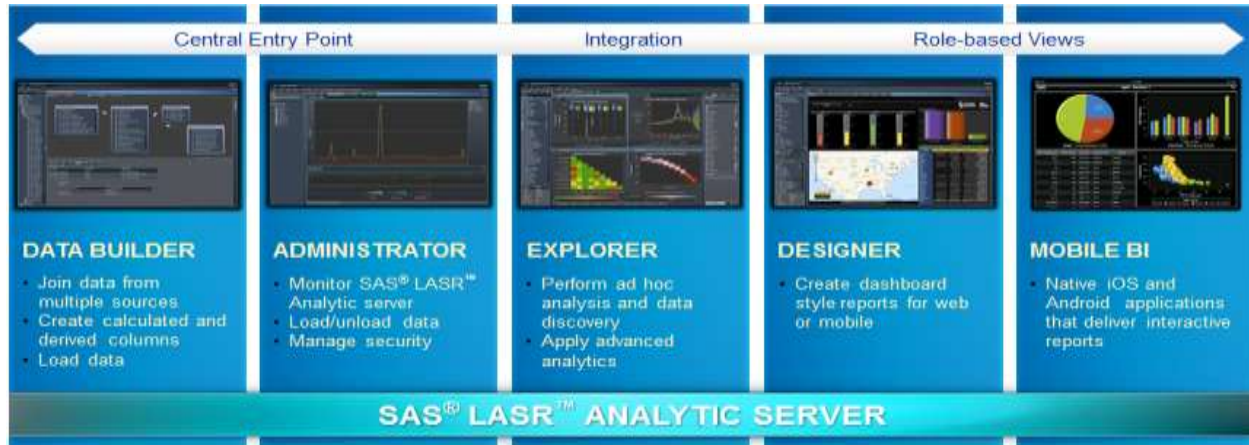 Central Entry Point
Integration
Role-based Views
DATA BUILDER
• Join data from
multiple sources
• Create calculated and
derived columns
• Load data
ADMINISTRATOR
• Monitor SAS® LASR™
Analytic server
• Load/unload data
• Manage security
EXPLORER
• Perform ad hoc
analysis and data
discovery
• Apply advanced
analytics
DESIGNER
• Create dashboard
style reports for web
or mobile
MOBILE BI
• Native iOS and
Android applications
that deliver interactive
reports
SAS® LASR™ ANALYTIC SERVER